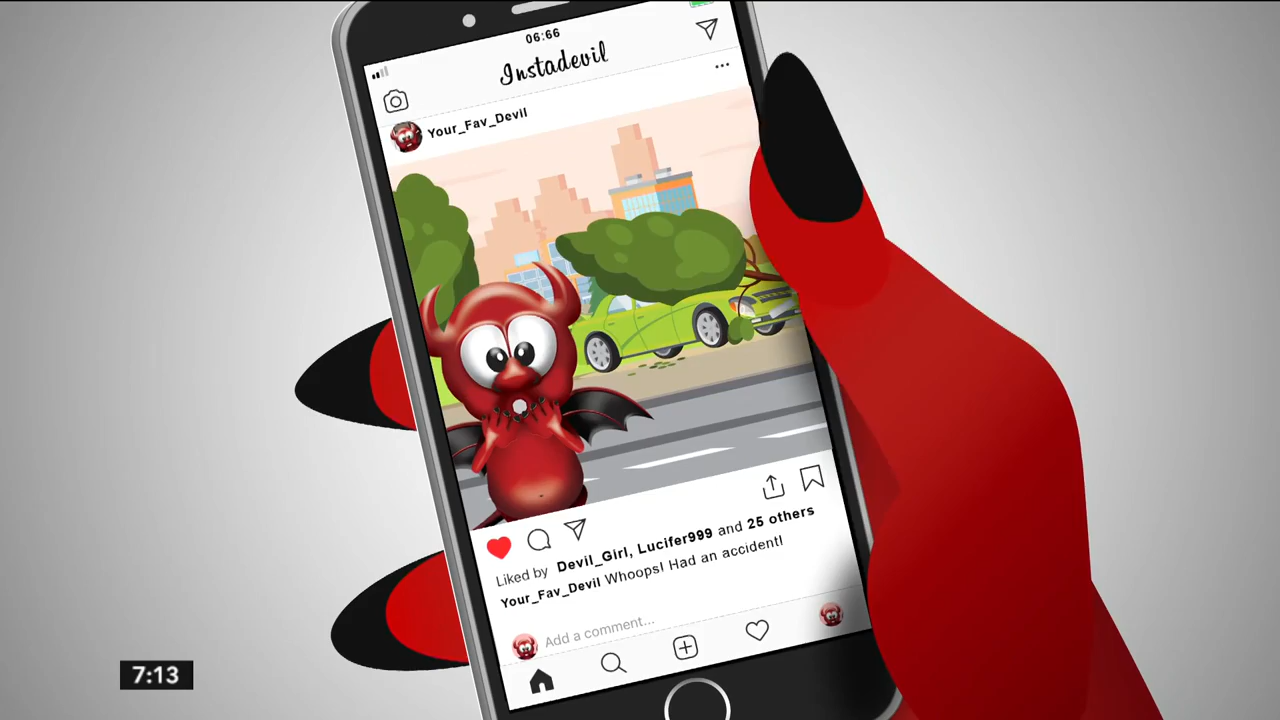 06:66
Instadevil
Your_Fav_Devil
Liked by Devil_Girl, Lucifer999 and 25 others
Your_Fav_Devil Whoops! Had an accident!
Add a comment...
7:13